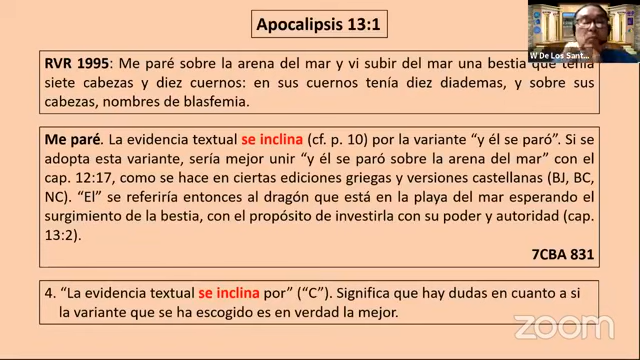 Apocalipsis 13:1
W De Los Sant...
RVR 1995: Me paré sobre la arena del mar y vi subir del mar una bestia que tenía
siete cabezas y diez cuernos: en sus cuernos tenía diez diademas, y sobre sus
cabezas, nombres de blasfemia.
Me paré. La evidencia textual se inclina (cf. p. 10) por la variante “y él se paró”. Si se
adopta esta variante, sería mejor unir “y él se paró sobre la arena del mar” con el
cap. 12:17, como se hace en ciertas ediciones griegas y versiones castellanas (BJ, BC,
NC). “El” se referiría entonces al dragón que está en la playa del mar esperando el
surgimiento de la bestia, con el propósito de investirla con su poder y autoridad (cap.
13:2).
7CBA 831
4. “La evidencia textual se inclina por” (“C”). Significa que hay dudas en cuanto a si
la variante que se ha escogido es en verdad la mejor.
zoom